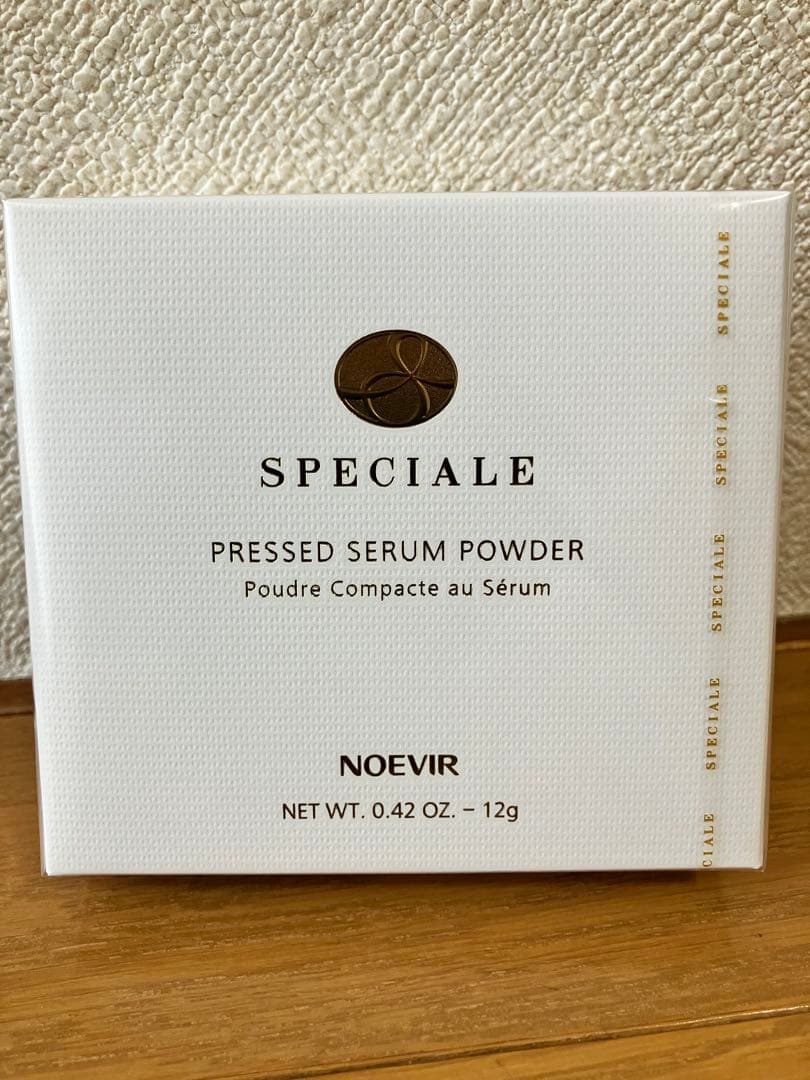 SPECIALE
PRESSED SERUM POWDER
Poudre Compacte au Sérum
NOEVIR
NET WT. 0.42 OZ. – 12g
SPECIALE
SPECIALE
SPECIALE
SPECIALE
CIALE